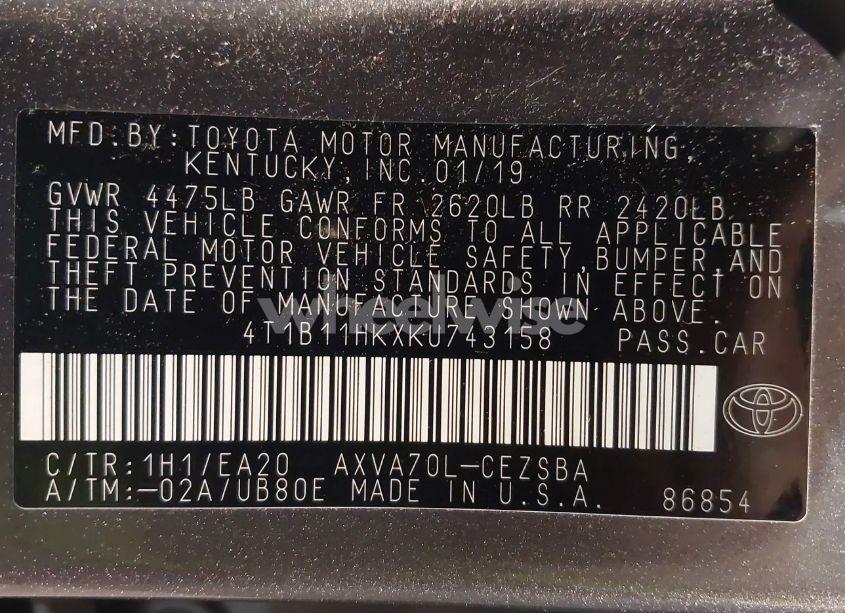 MFD.BY:TOYOTA MOTOR MANUFACTURING,
KENTUCKY,INC.01/19
GVWR 4475LB GAWR FR 2620LB RR 2420LB
THIS VEHICLE CONFORMS TO ALL APPLICABLE
FEDERAL MOTOR VEHICLE SAFETY,BUMPER,AND
THEFT PREVENTION STANDARDS IN EFFECT ON
THE DATE OF MANUFACTURE SHOWN ABOVE.
wheelwise
4T1B11HKXKU743158 PASS.CAR
C/TR:1H1/EA20 AXVA70L-CEZSBA
A/TM:-02A/UB80E MADE IN U.S.A. 86854